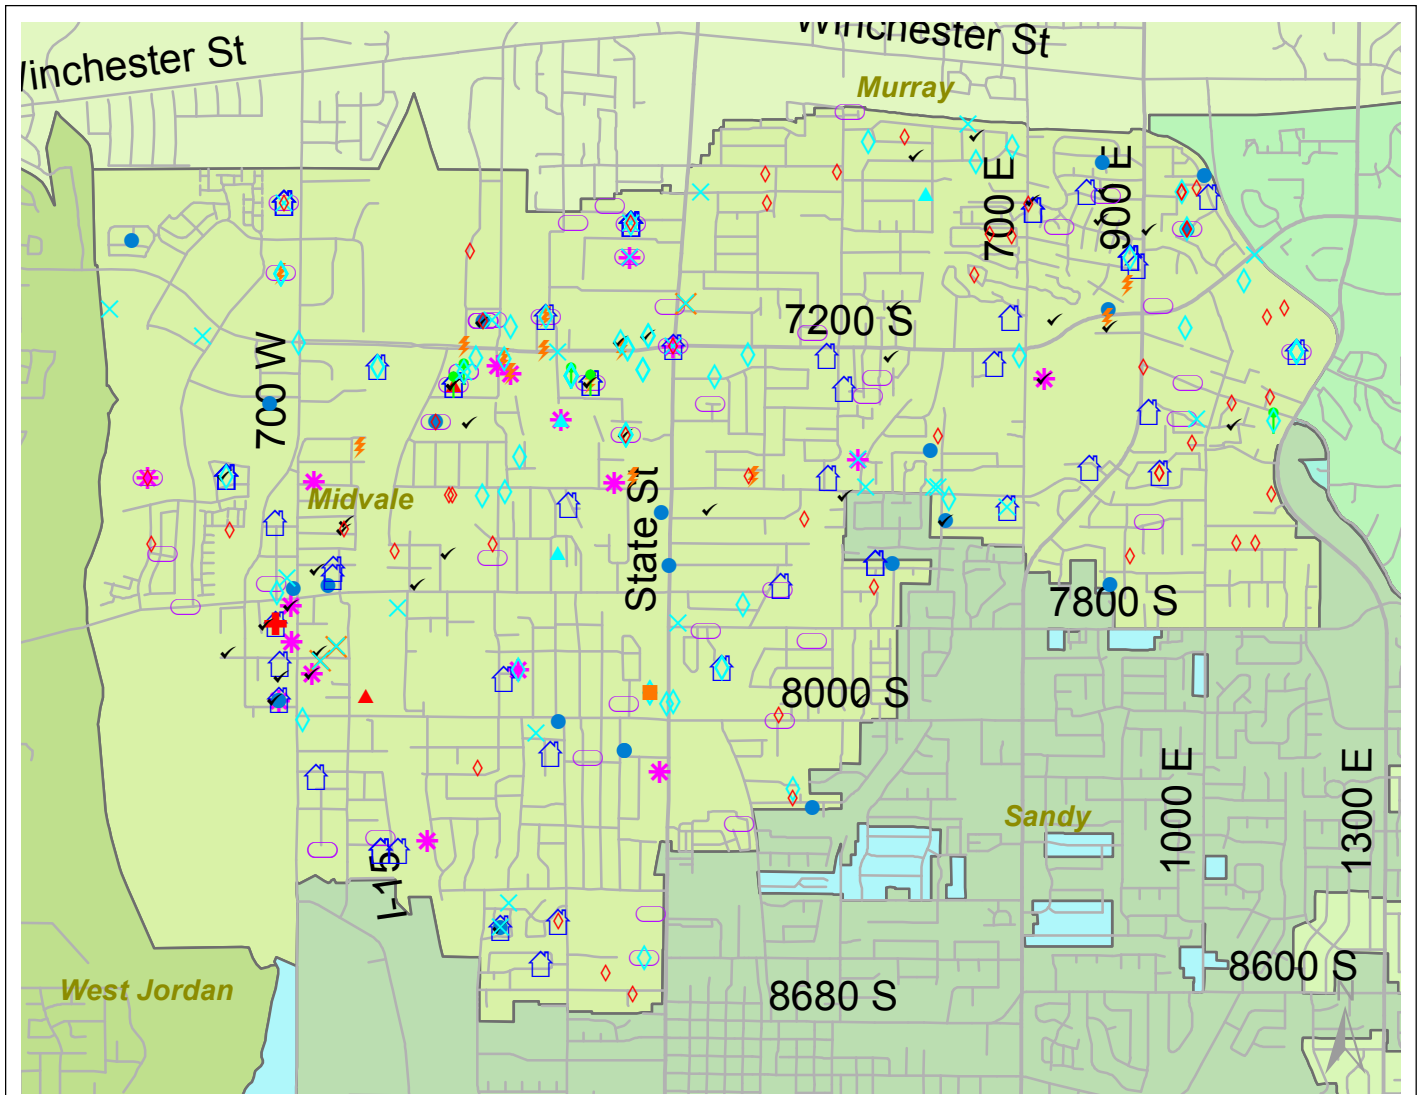 Winchester St
Winchester St
Murray
700 E
900 E
7200 S
700 W
Midvale
State St
7800 S
8000 S
1000 E
1300 E
Sandy
I-15
8600 S
West Jordan
8680 S